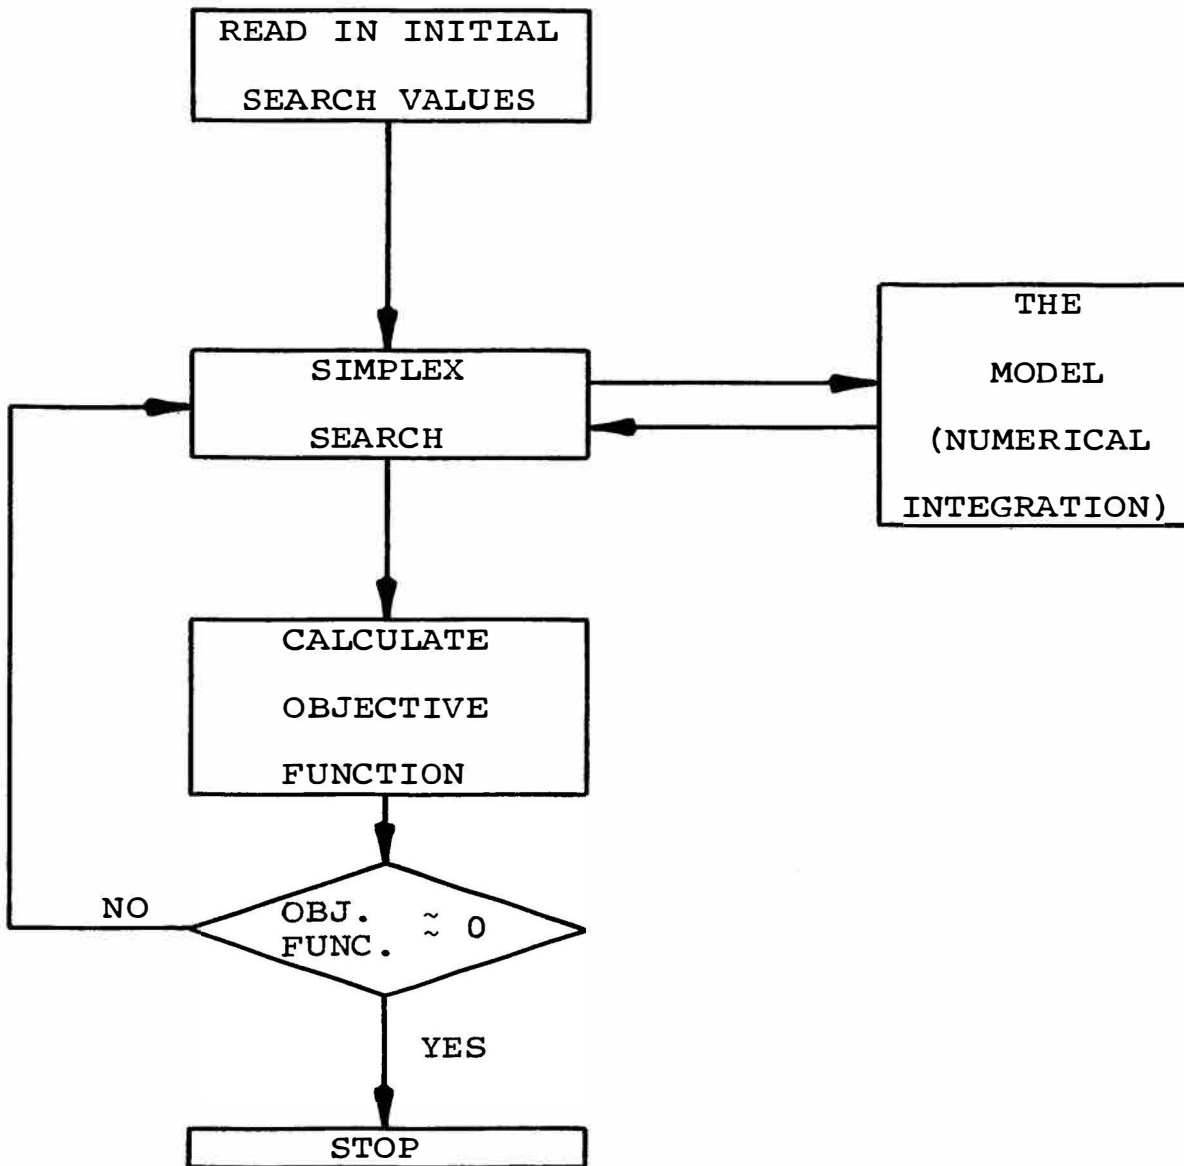 READ IN INITIAL
SEARCH VALUES
SIMPLEX
SEARCH
THE
MODEL
(NUMERICAL
INTEGRATION)
CALCULATE
OBJECTIVE
FUNCTION
NO
OBJ. ≈ 0
FUNC.
YES
STOP